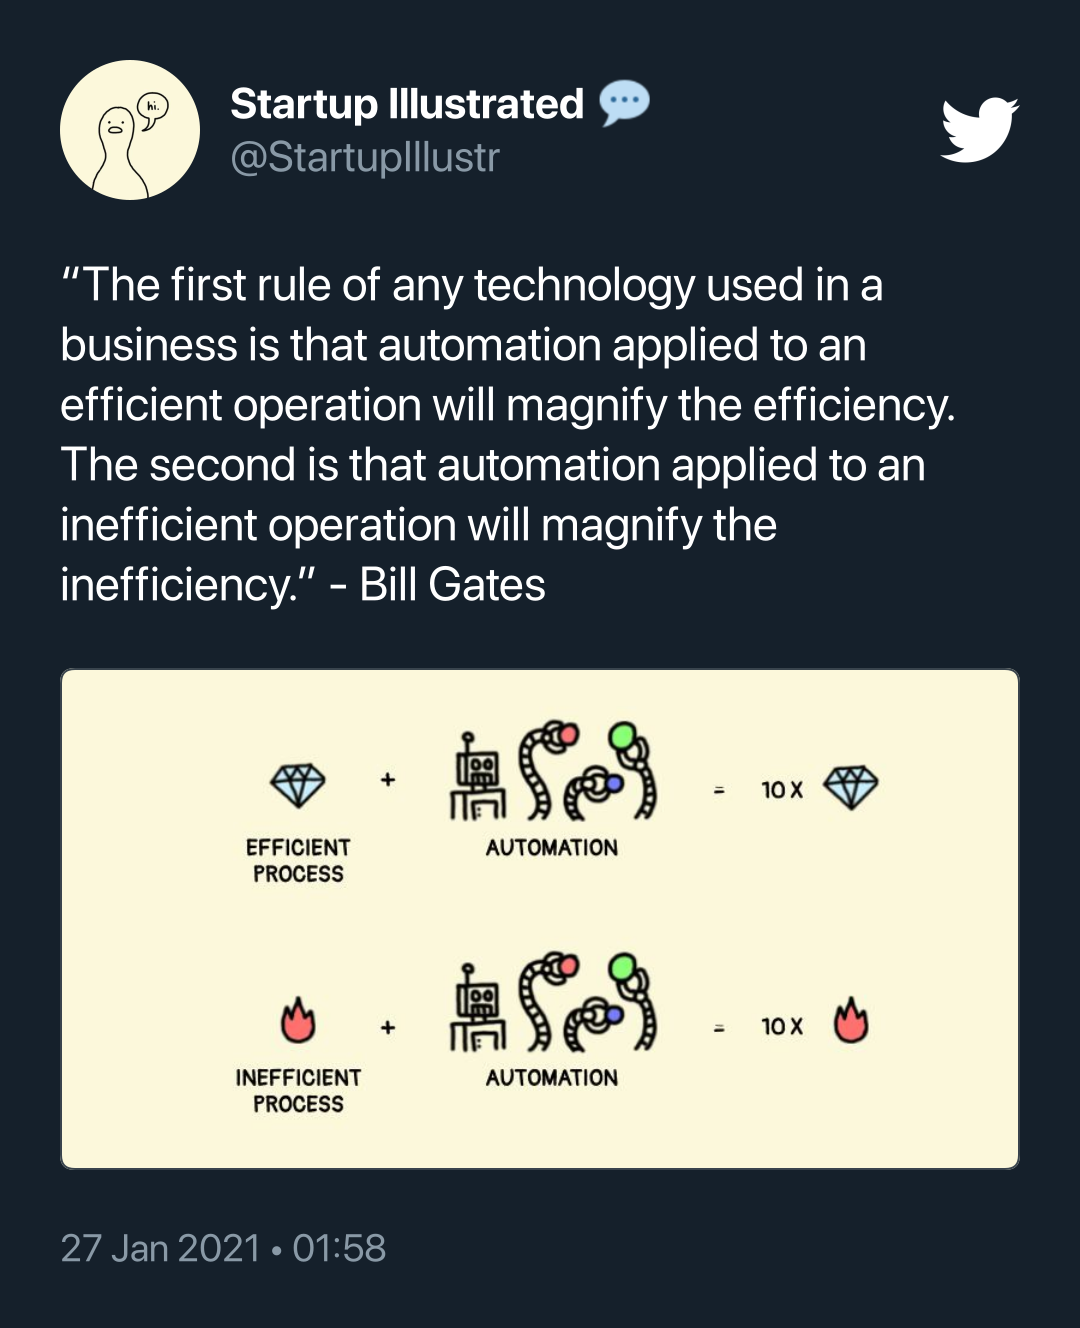 hi.
Startup Illustrated 💬
@StartupIllustr
“The first rule of any technology used in a
business is that automation applied to an
efficient operation will magnify the efficiency.
The second is that automation applied to an
inefficient operation will magnify the
inefficiency.” - Bill Gates
+ = 10 X
EFFICIENT
PROCESS
AUTOMATION
+ = 10 X
INEFFICIENT
PROCESS
AUTOMATION
27 Jan 2021 • 01:58